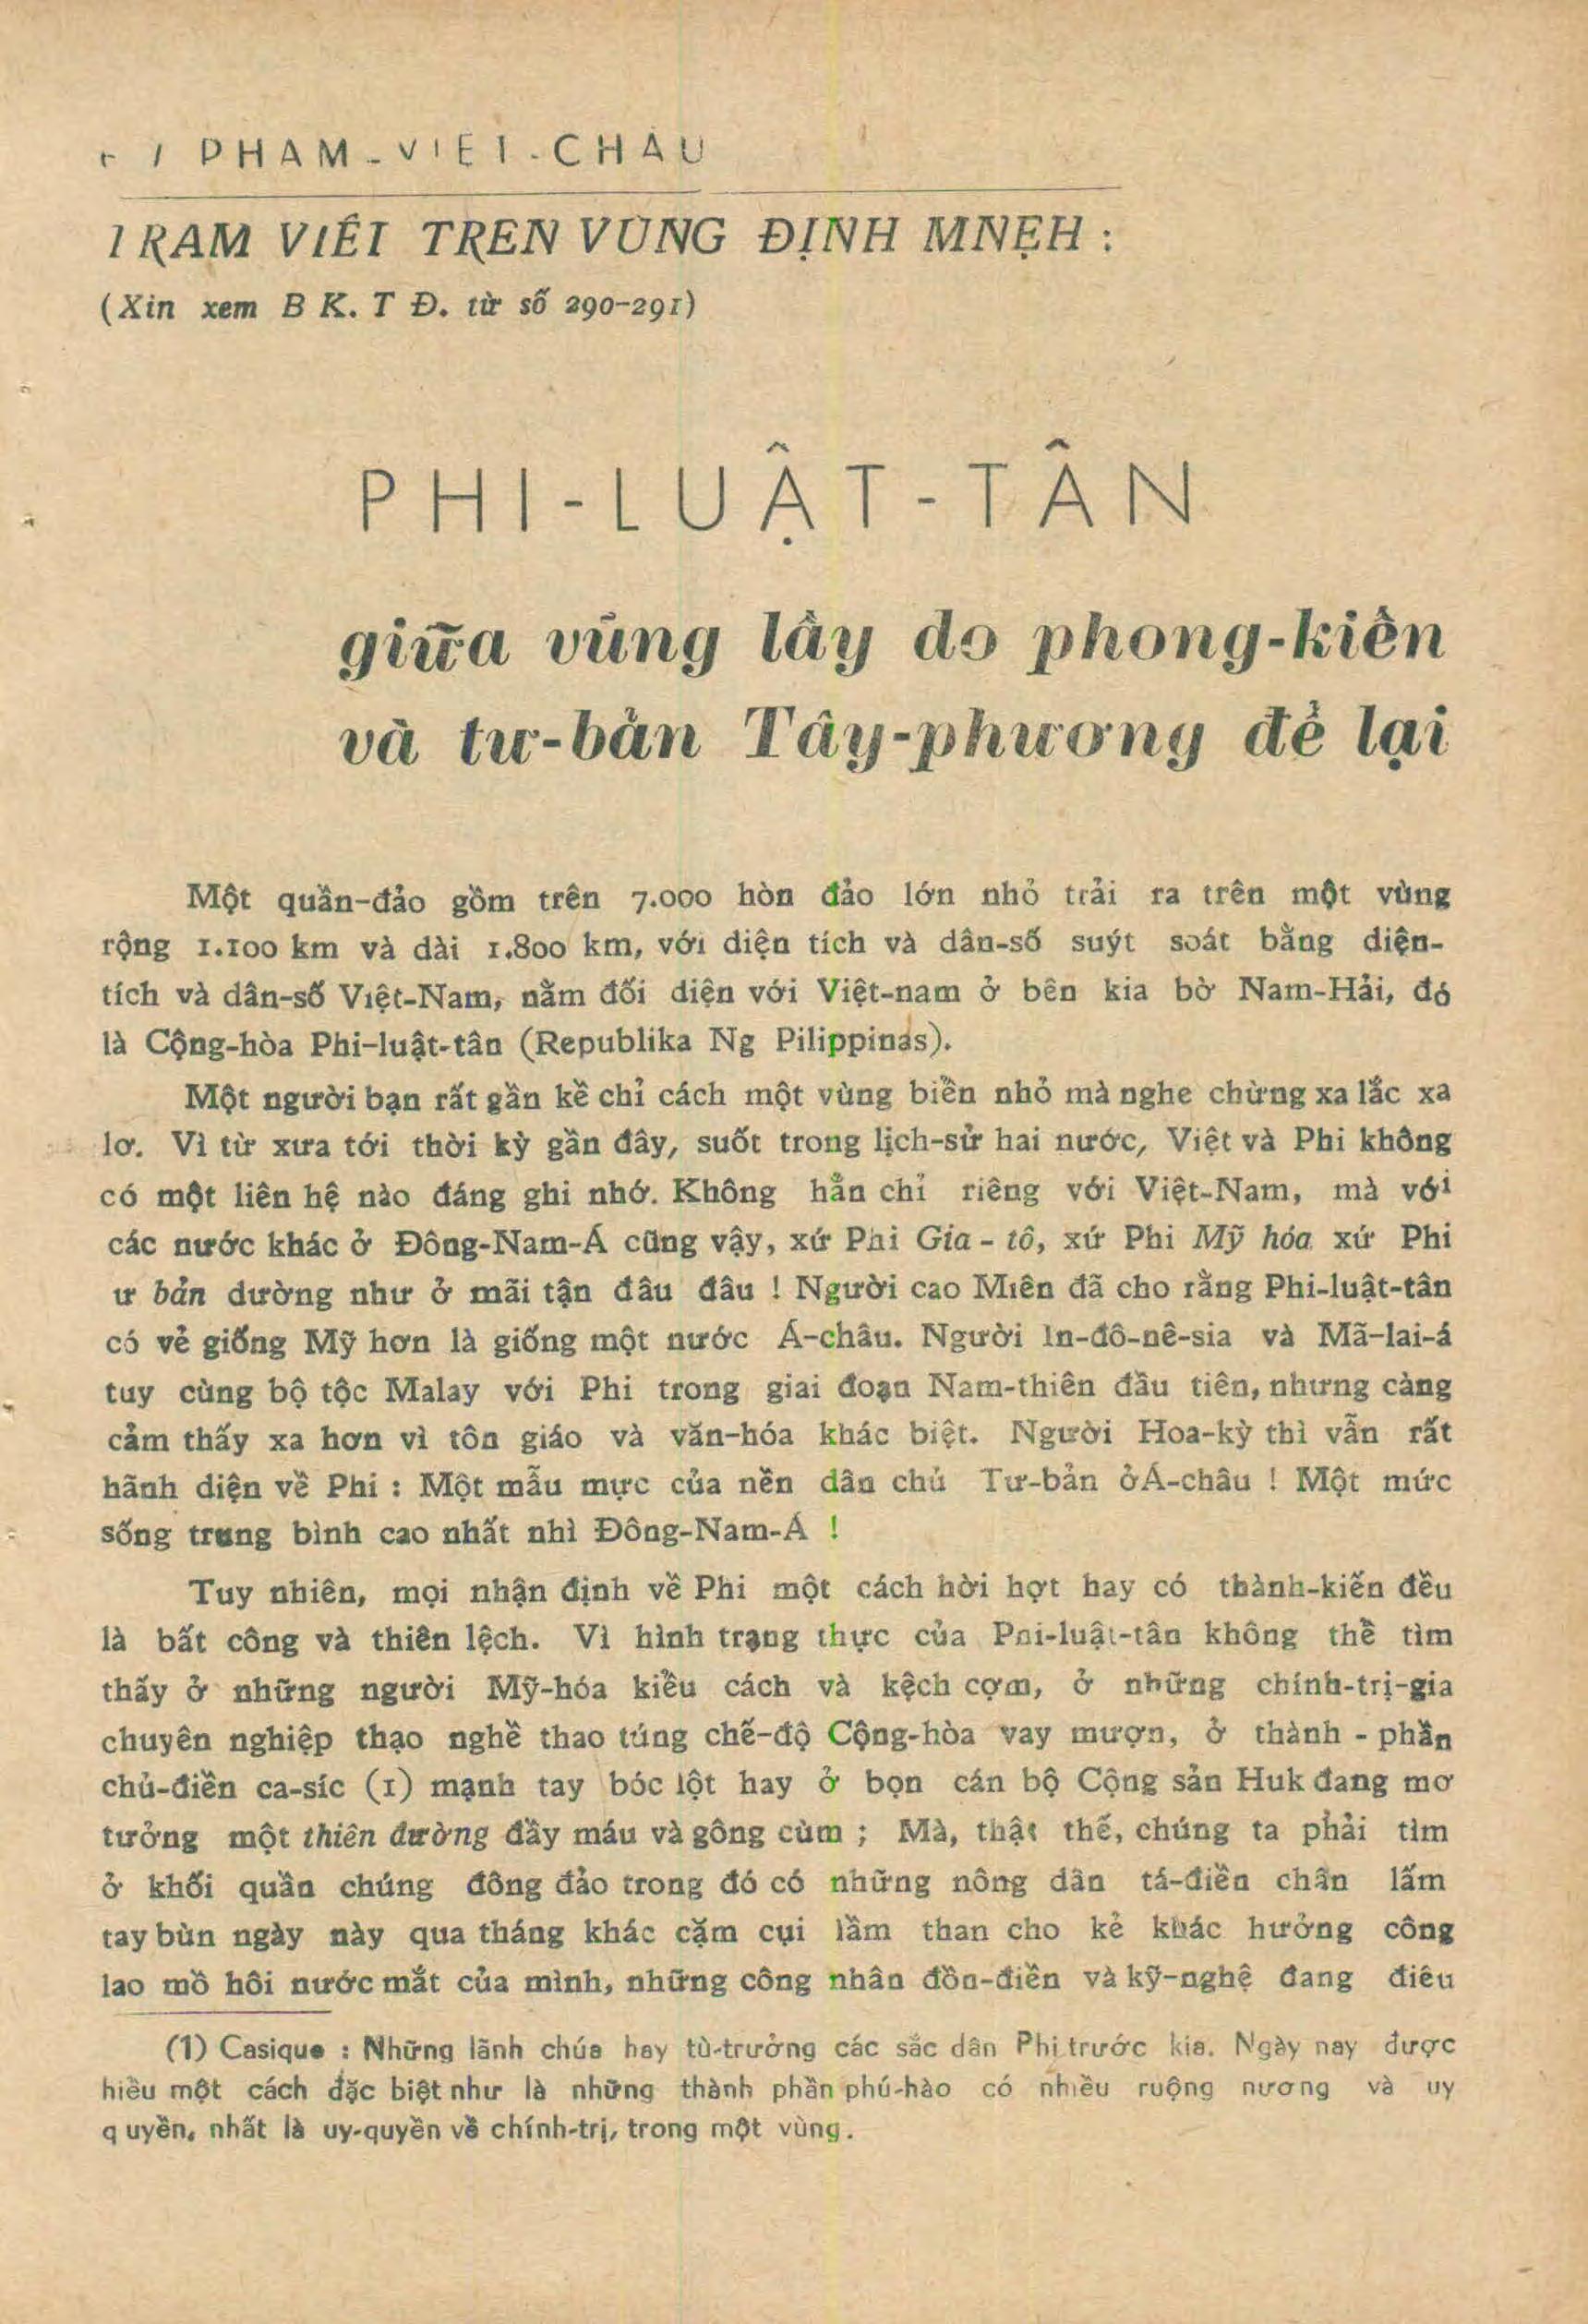 PHẠM-VIỆT-CHÂU
TRĂM VIỆT TRÊN VÙNG ĐỊNH MNỆH :
(Xin xem B K. T Đ. từ số 290-291)
PHI-LUẬT-TÂN
giữa vũng lầy do phong-kiến
và tư-bản Tây-phương để lại
Một quần-đảo gồm trên 7.000 hòn đảo lớn nhỏ trải ra trên một vùng
rộng 1.100 km và dài 1.800 km, với diện tích và dân-số suýt soát bằng diện-
tích và dân-số Việt-Nam, nằm đối diện với Việt-nam ở bên kia bờ Nam-Hải, đó
là Cộng-hòa Phi-luật-tân (Republika Ng Pilippinas).
Một người bạn rất gần kề chỉ cách một vùng biển nhỏ mà nghe chừng xa lắc xa
lơ. Vì từ xưa tới thời kỳ gần đây, suốt trong lịch-sử hai nước, Việt và Phi không
có một liên hệ nào đáng ghi nhớ. Không hẳn chỉ riêng với Việt-Nam, mà với
các nước khác ở Đông-Nam-Á cũng vậy, xứ Phi Gia - tô, xứ Phi Mỹ hóa xứ Phi
ư bản dường như ở mãi tận đâu đâu ! Người cao Miên đã cho rằng Phi-luật-tân
có vẻ giống Mỹ hơn là giống một nước Á-châu. Người In-đô-nê-sia và Mã-lai-á
tuy cùng bộ tộc Malay với Phi trong giai đoạn Nam-thiên đầu tiên, nhưng càng
cảm thấy xa hơn vì tôn giáo và văn-hóa khác biệt. Người Hoa-kỳ thì vẫn rất
hãnh diện về Phi : Một mẫu mực của nền dân chủ Tư-bản ởÁ-châu ! Một mức
sống trung bình cao nhất nhì Đông-Nam-Á !
Tuy nhiên, mọi nhận định về Phi một cách hời hợt hay có thành-kiến đều
là bất công và thiên lệch. Vì hình trạng thực của Phi-luật-tân không thể tìm
thấy ở những người Mỹ-hóa kiểu cách và kệch cợm, ở những chính-trị-gia
chuyên nghiệp thạo nghề thao túng chế-độ Cộng-hòa vay mượn, ở thành - phần
chủ-điền ca-síc (1) mạnh tay bóc lột hay ở bọn cán bộ Cộng sản Huk đang mơ
tưởng một thiên đường đầy máu và gông cùm ; Mà, thật thế, chúng ta phải tìm
ở khối quần chúng đông đảo trong đó có những nông dân tá-điền chân lấm
tay bùn ngày này qua tháng khác cặm cụi lầm than cho kẻ khác hưởng công
lao mồ hôi nước mắt của mình, những công nhân đồn-điền và kỹ-nghệ đang điêu
(1) Casique : Những lãnh chúa hay tù-trưởng các sắc dân Phi trước kia. Ngày nay được
hiểu một cách đặc biệt như là những thành phần phú-hào có nhiều ruộng nương và uy
q uyền, nhất là uy-quyền về chính-trị, trong một vùng.